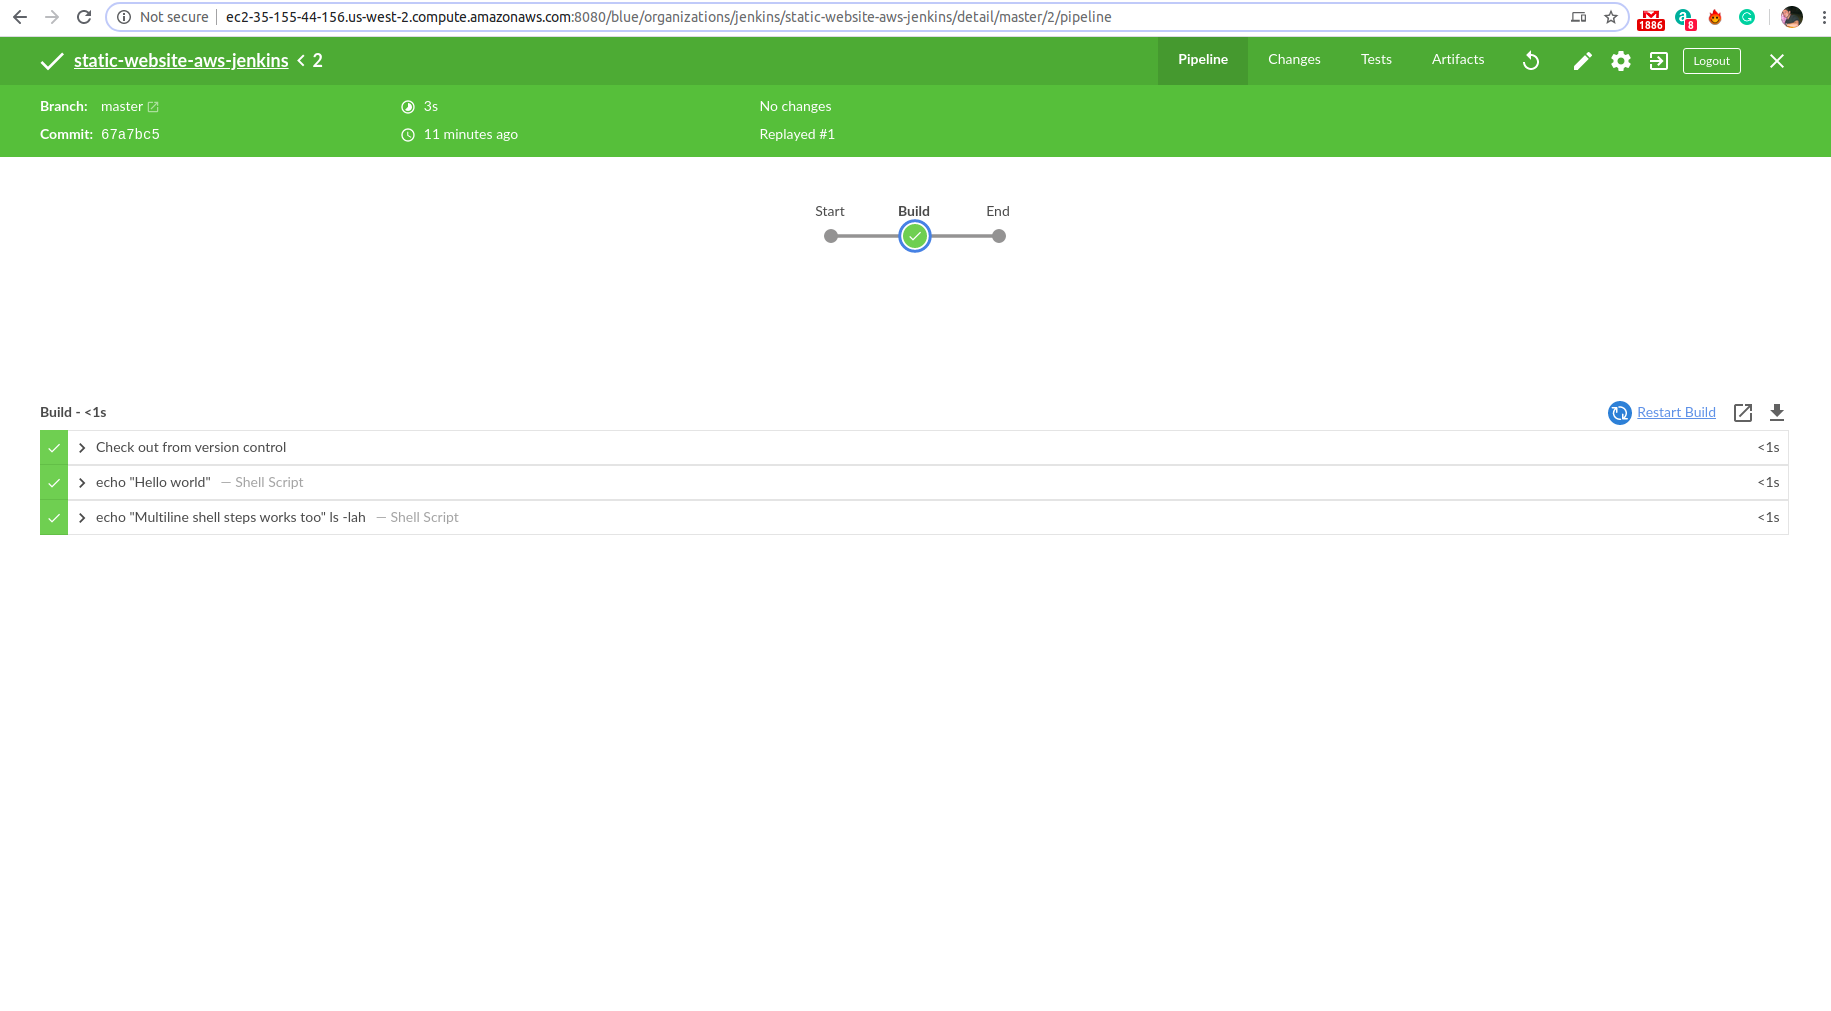 Not secure ec2-35-155-44-156.us-west-2.compute.amazonaws.com:8080/blue/organizations/jenkins/static-website-aws-jenkins/detail/master/2/pipeline
1886 8
static-website-aws-jenkins < 2 Pipeline Changes Tests Artifacts Logout
Branch: master 3s No changes
Commit: 67a7bc5 11 minutes ago Replayed #1
Start Build End
Build - <1s Restart Build
Check out from version control <1s
echo "Hello world" — Shell Script <1s
echo "Multiline shell steps works too" ls -lah — Shell Script <1s